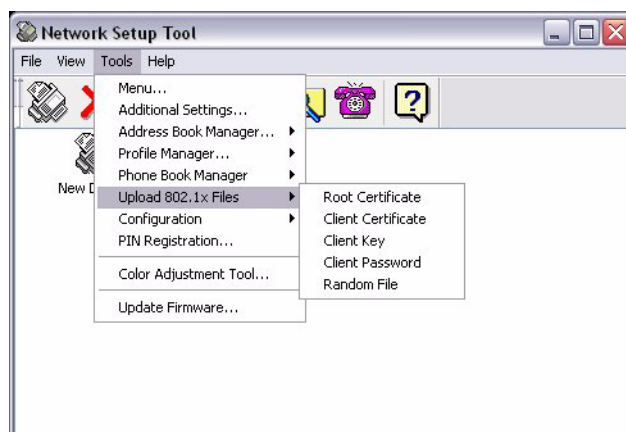 Network Setup Tool
File View Tools Help
Menu...
Additional Settings...
Address Book Manager...
Profile Manager...
Phone Book Manager
New
Upload 802.1x Files
Root Certificate
Configuration
Client Certificate
PIN Registration...
Client Key
Client Password
Color Adjustment Tool...
Random File
Update Firmware...